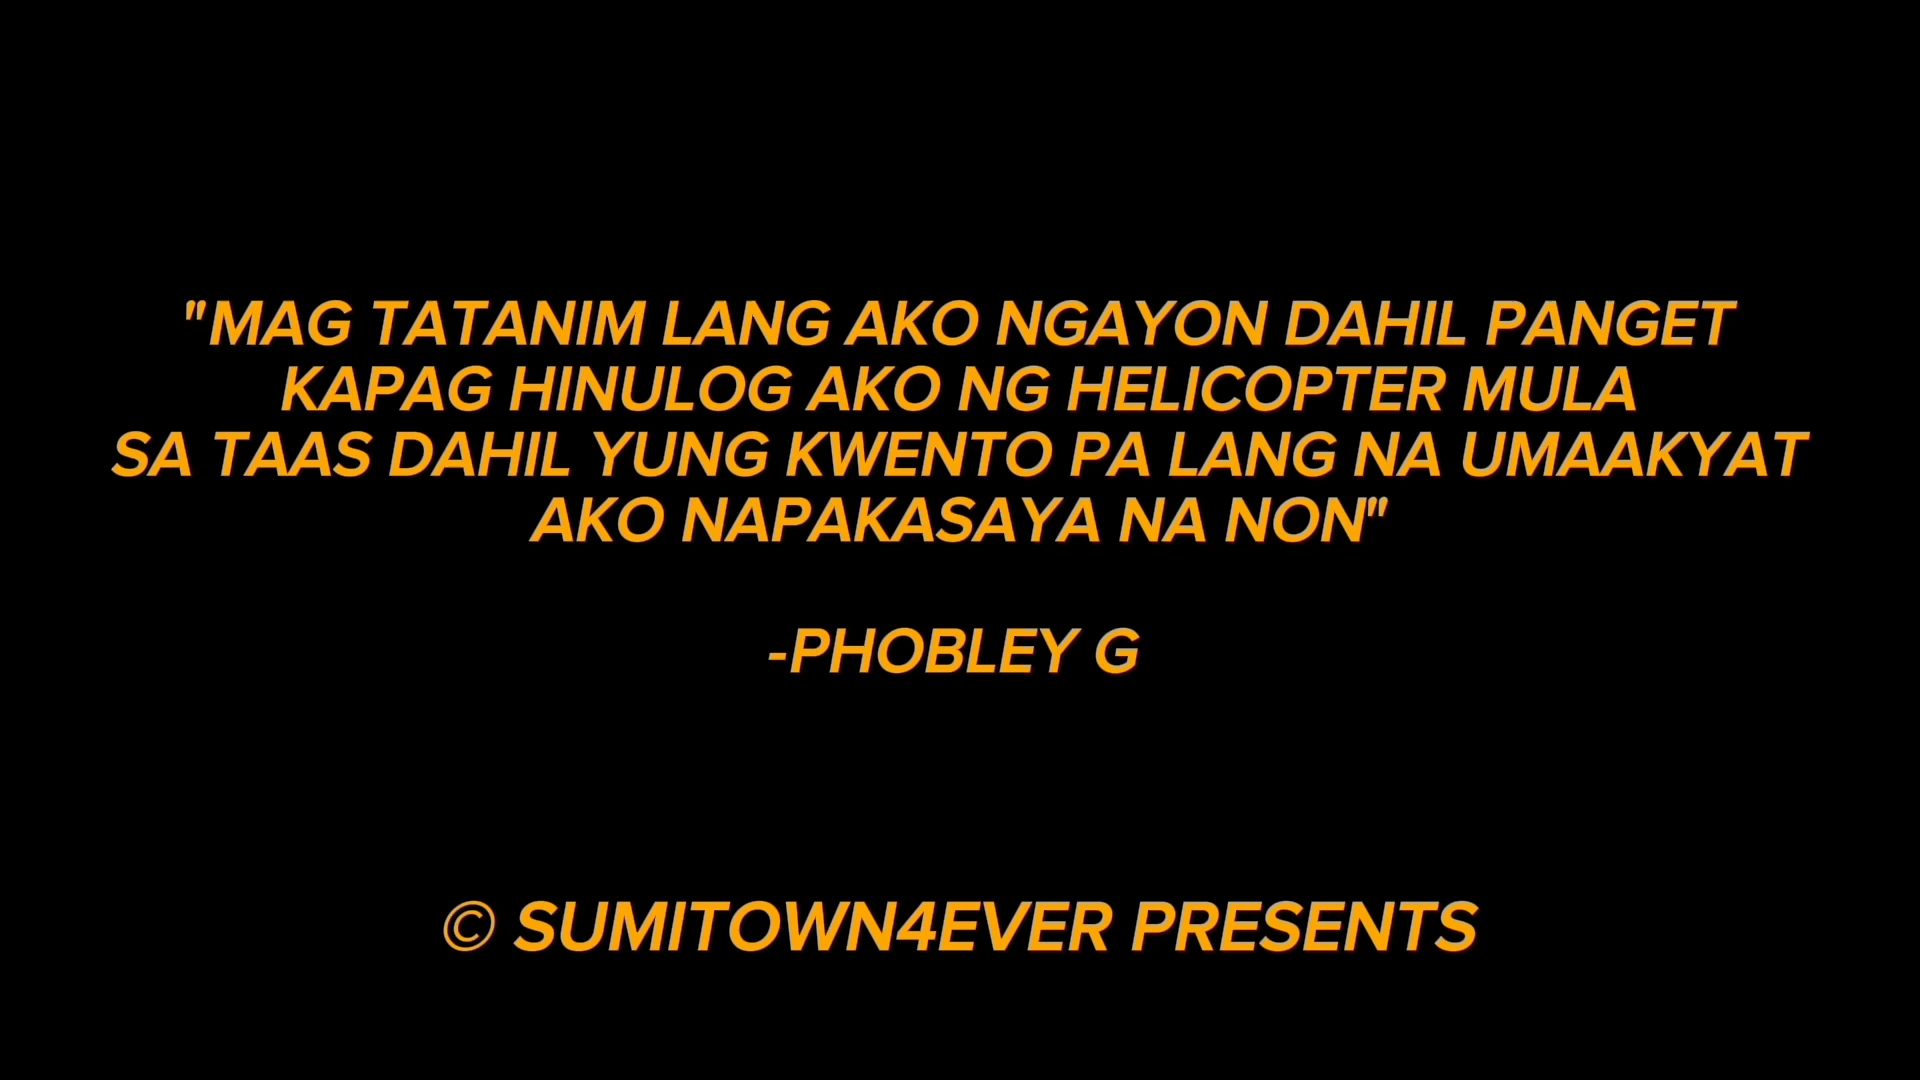 "MAG TATANIM LANG AKO NGAYON DAHIL PANGET
KAPAG HINULOG AKO NG HELICOPTER MULA
SA TAAS DAHIL YUNG KWENTO PA LANG NA UMAAKYAT
AKO NAPAKASAYA NA NON"
-PHOBLEY G
© SUMITOWN4EVER PRESENTS